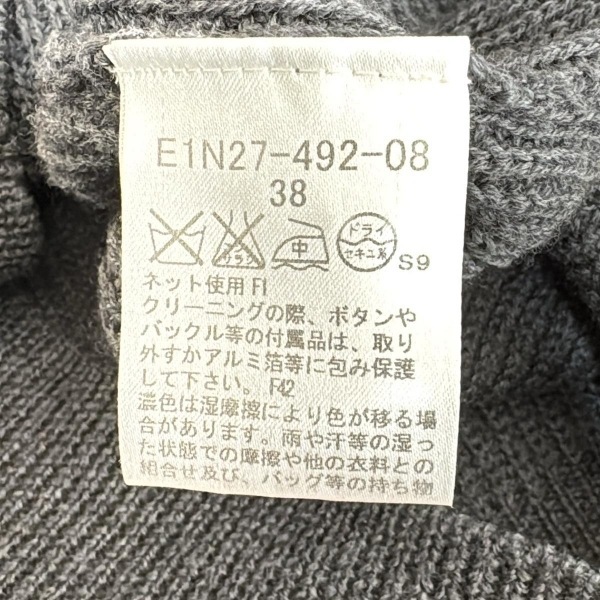 E1N27-492-08
38
エンソ サラシ 中 ドライ セキユ系 S9
ネット使用 F1
クリーニングの際、ボタンや
バックル等の付属品は、取り
外すかアルミ箔等に包み保護
して下さい。 F42
濃色は湿摩擦により色が移る場
合があります。雨や汗等の湿っ
た状態での摩擦や他の衣料との
組合せ及び、バッグ等の持ち物